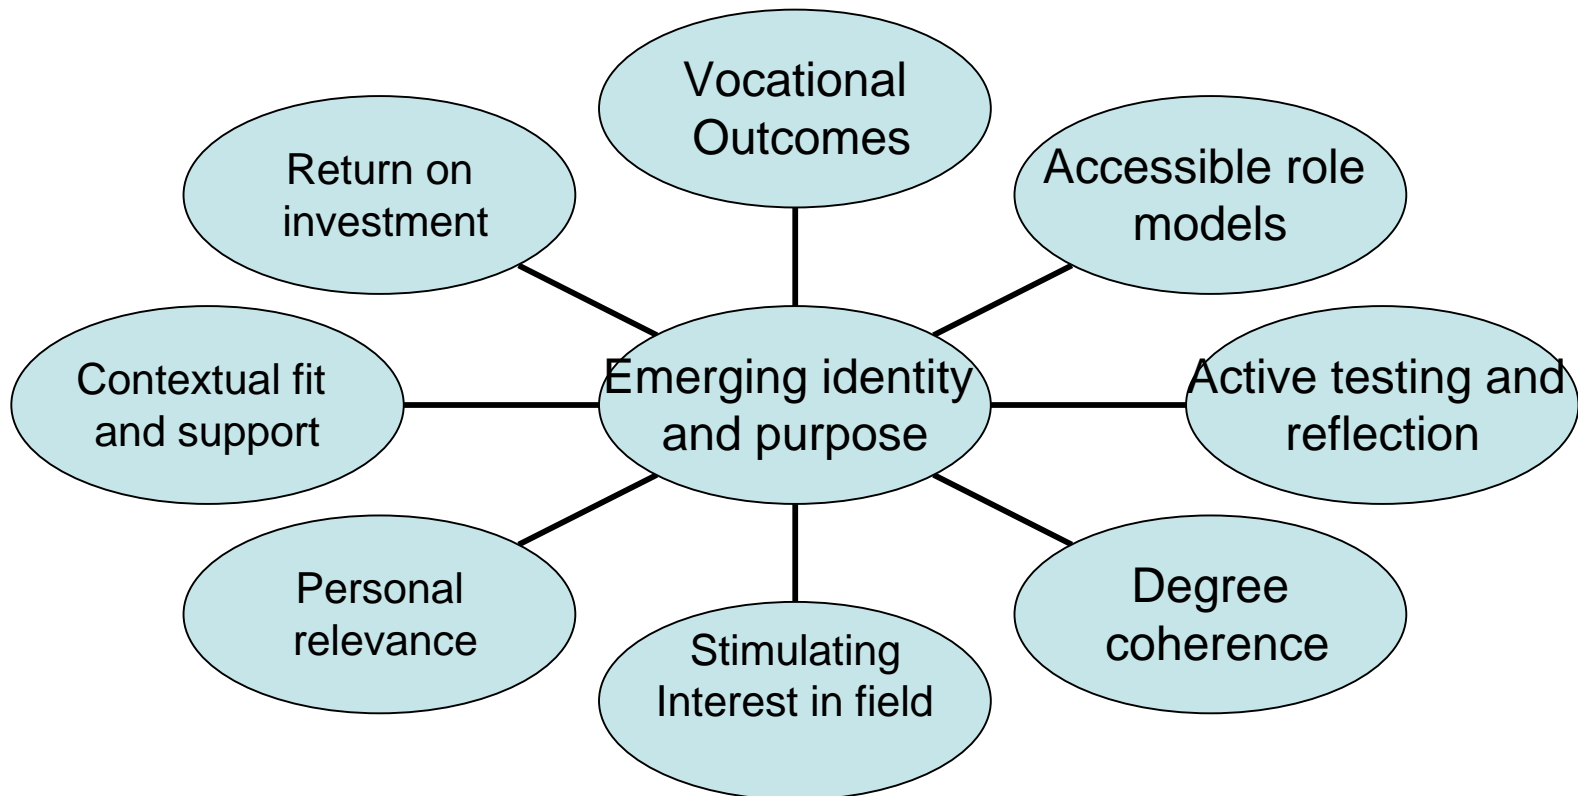 Vocational
Outcomes
Return on
investment
Accessible role
models
Contextual fit
and support
Emerging identity
and purpose
Active testing and
reflection
Personal
relevance
Stimulating
Interest in field
Degree
coherence